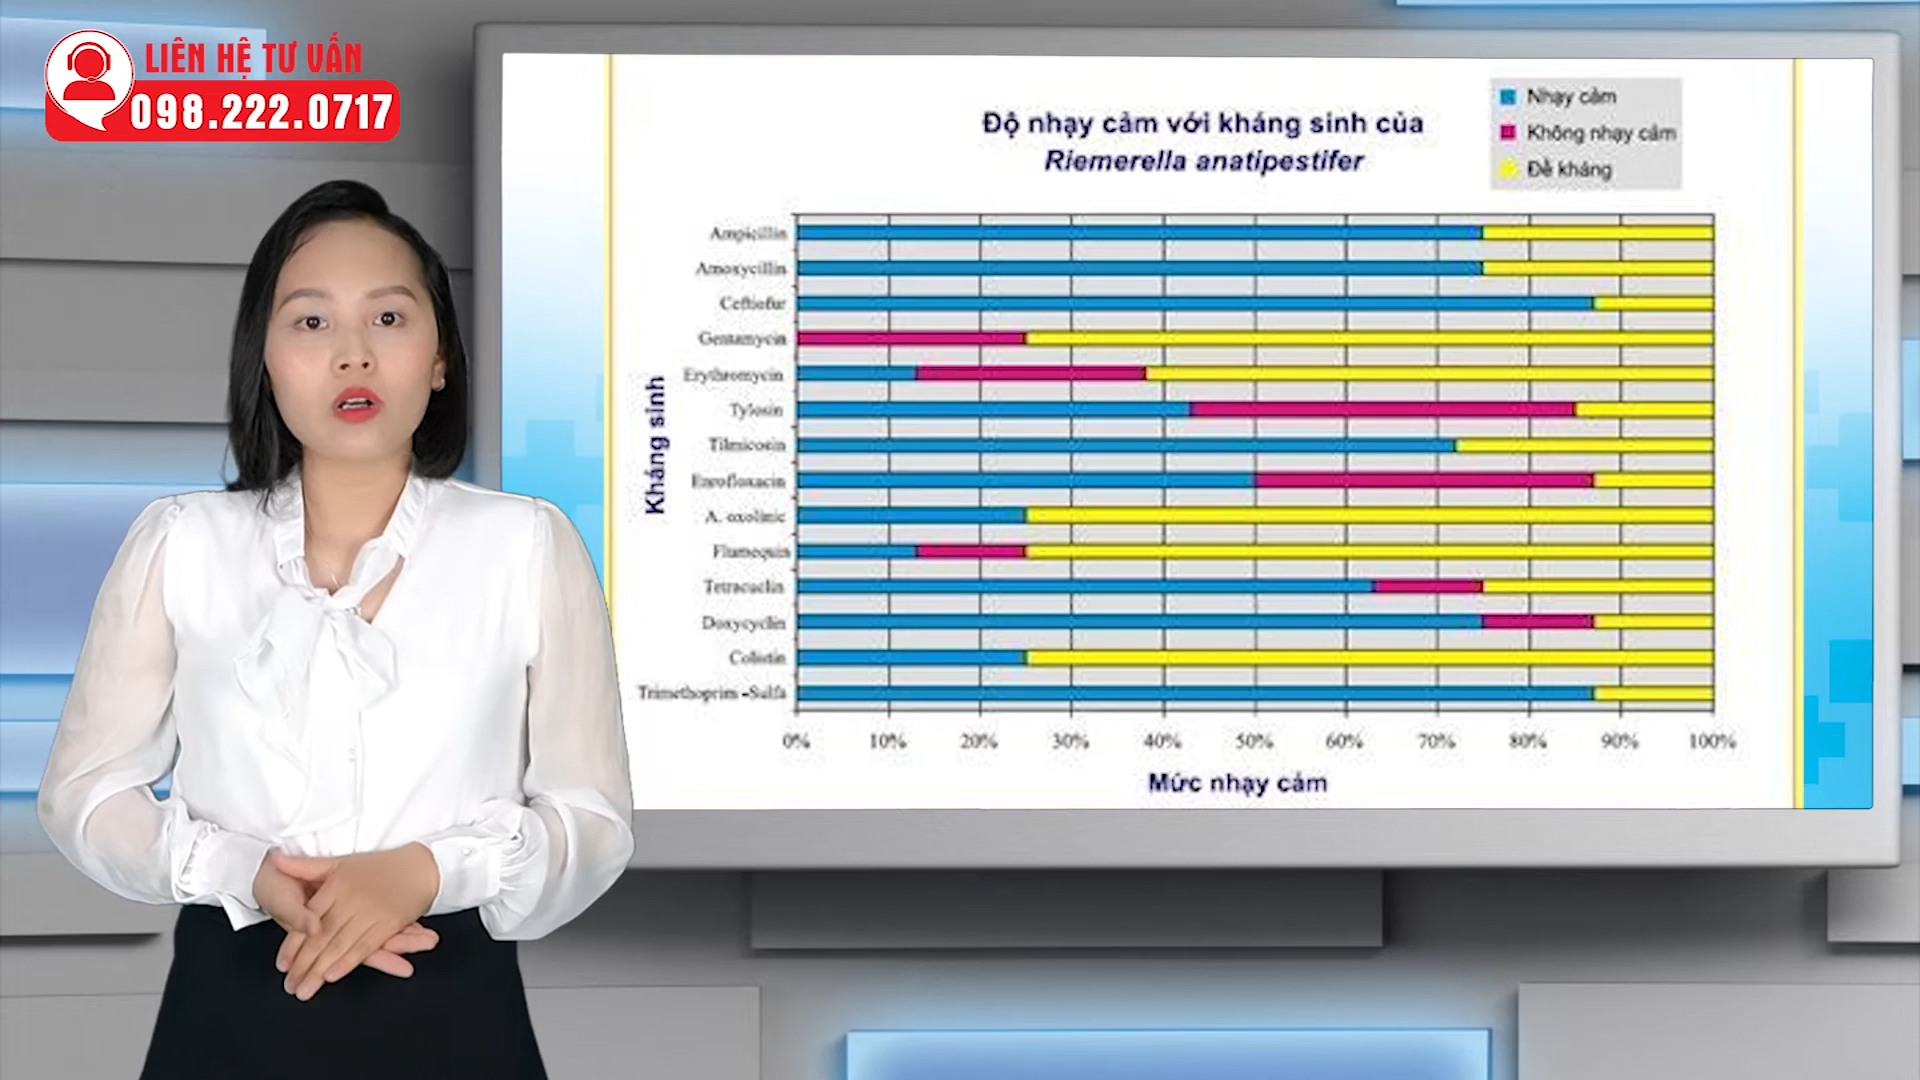 LIÊN HỆ TƯ VẤN
098.222.0717
Độ nhạy cảm với kháng sinh của
Riemerella anatipestifer
Nhạy cảm
Không nhạy cảm
Đề kháng
Kháng sinh
Ampicillin
Amoxycillin
Ceftiofur
Gentamycin
Erythromycin
Tylosin
Tilmicosin
Enrofloxacin
A. oxolinic
Flumequin
Tetracuclin
Doxycyclin
Colistin
Trimethoprim -Sulfa
0% 10% 20% 30% 40% 50% 60% 70% 80% 90% 100%
Mức nhạy cảm